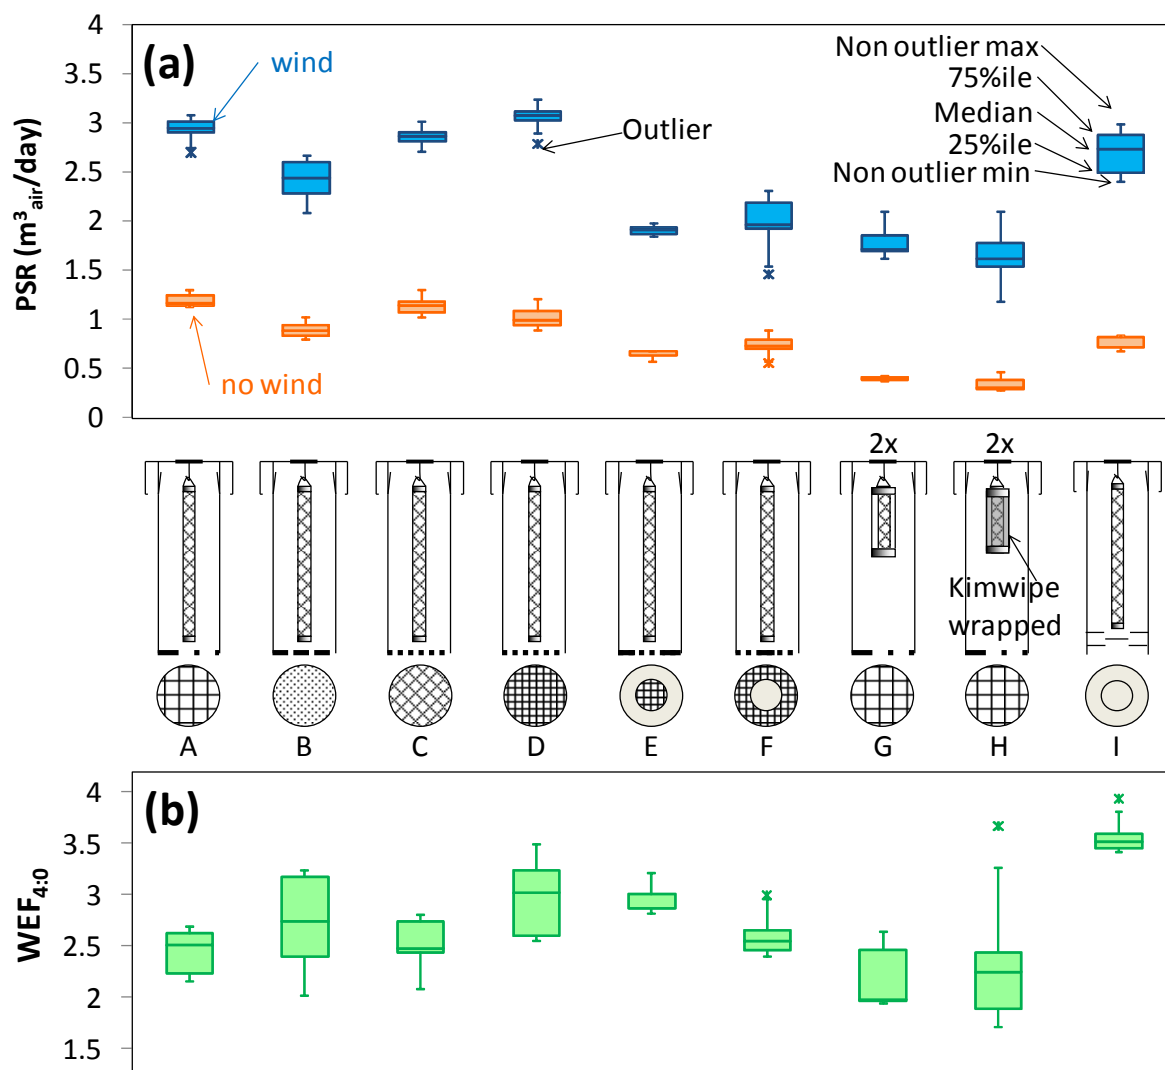 (a)
PSR (m³air/day)
4
3.5
3
2.5
2
1.5
1
0.5
0
wind
no wind
Outlier
Non outlier max
75%ile
Median
25%ile
Non outlier min
2x
2x
Kimwipe
wrapped
A B C D E F G H I
(b)
WEF4:0
4
3.5
3
2.5
2
1.5